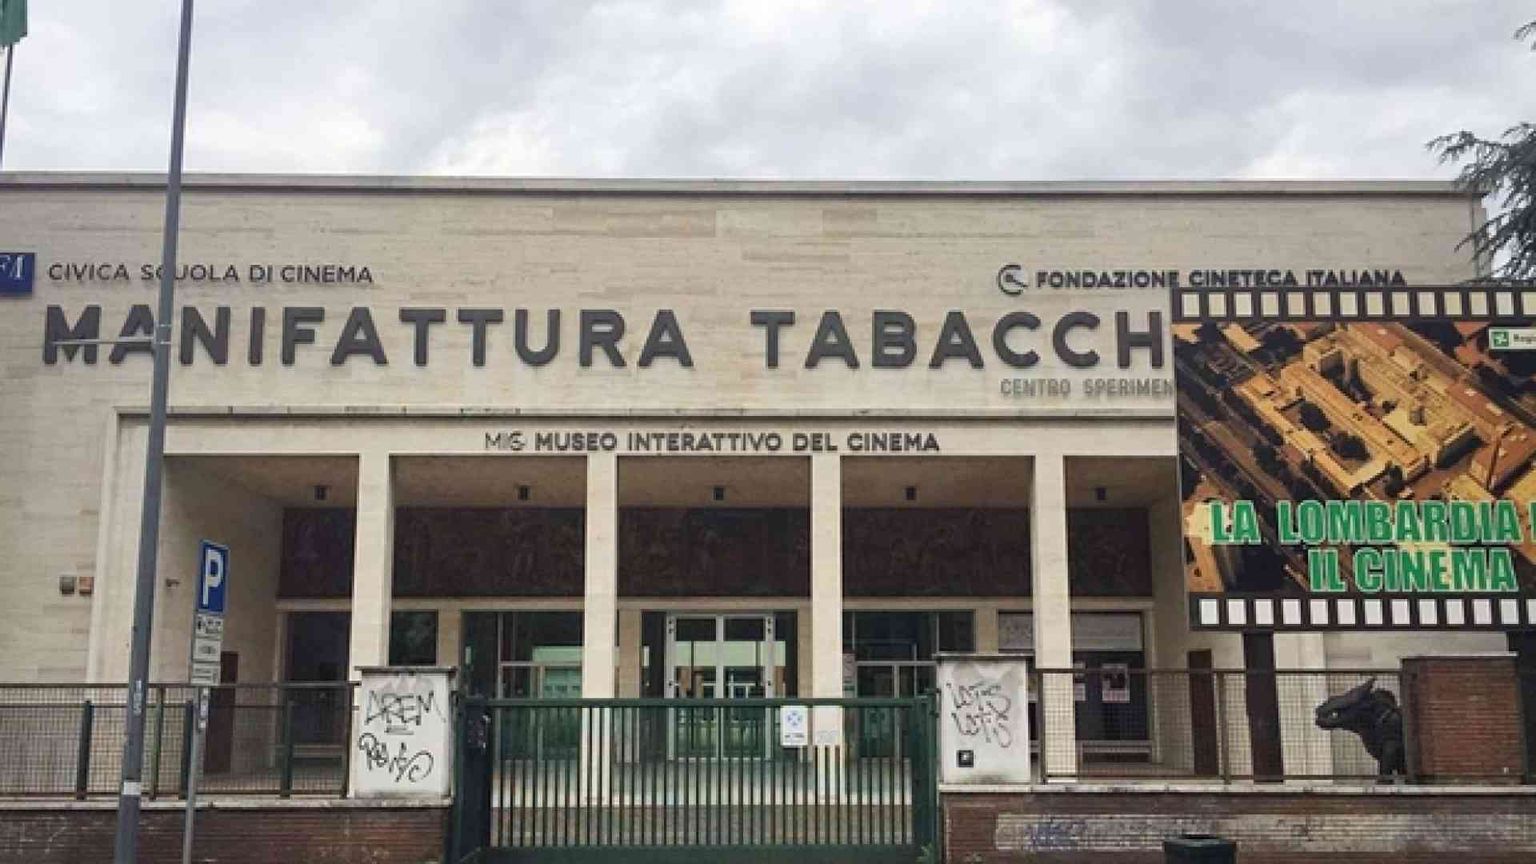 CIVICA SCUOLA DI CINEMA
FONDAZIONE CINETECA ITALIANA
MANIFATTURA TABACCH
CENTRO SPERIMEN
MIC MUSEO INTERATTIVO DEL CINEMA
LA LOMBARDIA
IL CINEMA
P